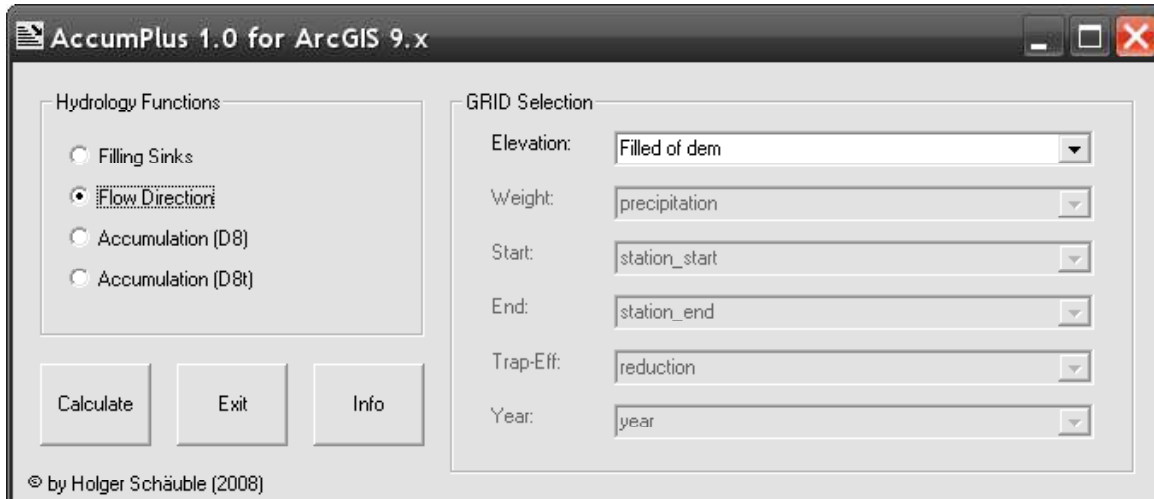 AccumPlus 1.0 for ArcGIS 9.x
Hydrology Functions
Filling Sinks
Flow Direction
Accumulation (D8)
Accumulation (D8t)
Calculate
Exit
Info
© by Holger Schäuble (2008)
GRID Selection
Elevation: Filled of dem
Weight: precipitation
Start: station_start
End: station_end
Trap-Eff: reduction
Year: year